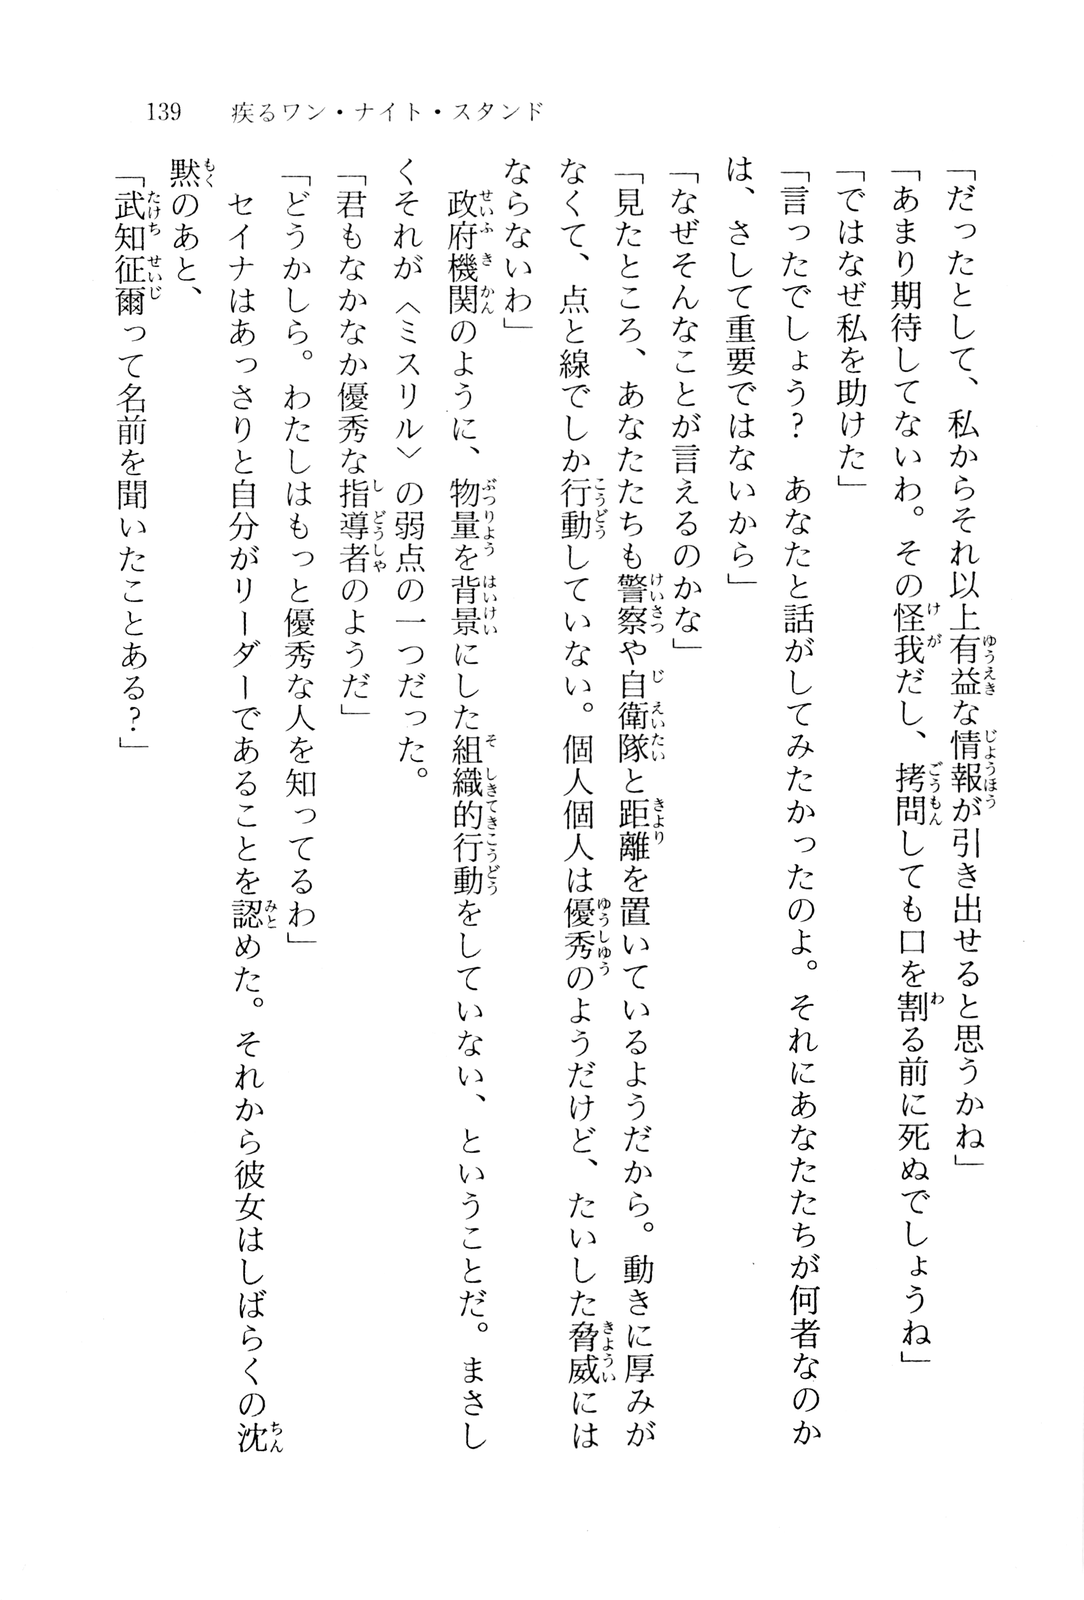 139　疾るワン・ナイト・スタンド
「だったとして、私からそれ以上有益な情報が引き出せると思うかね」
「あまり期待してないわ。その怪我だし、拷問しても口を割る前に死ぬでしょうね」
「ではなぜ私を助けた」
「言ったでしょう？　あなたと話がしてみたかったのよ。それにあなたたちが何者なのか
は、さして重要ではないから」
「なぜそんなことが言えるのかな」
「見たところ、あなたたちも警察や自衛隊と距離を置いているようだから。動きに厚みが
なくて、点と線でしか行動していない。個人個人は優秀のようだけど、たいした脅威には
ならないわ」
　政府機関のように、物量を背景にした組織的行動をしていない、ということだ。まさし
くそれが〈ミスリル〉の弱点の一つだった。
「君もなかなか優秀な指導者のようだ」
「どうかしら。わたしはもっと優秀な人を知ってるわ」
　セイナはあっさりと自分がリーダーであることを認めた。それから彼女はしばらくの沈
黙のあと、
「武知征爾って名前を聞いたことある？」